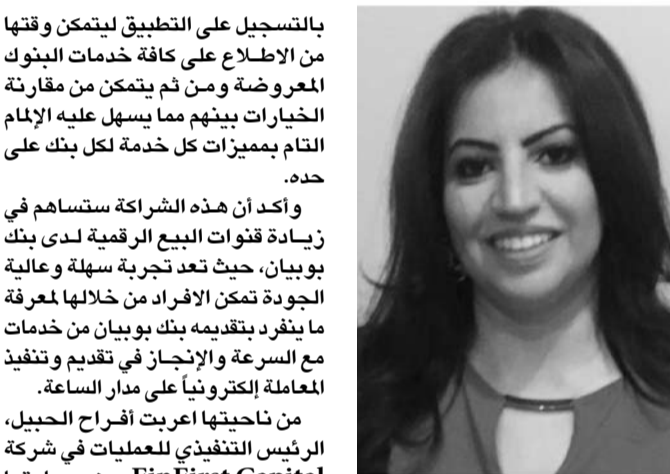 بالتسجيل على التطبيق ليتمكن وقتها
من الاطلاع على كافة خدمات البنوك
المعروضة ومن ثم يتمكن من مقارنة
الخيارات بينهم مما يسهل عليه الإلمام
التام بمميزات كل خدمة لكل بنك على
حده.
وأكد أن هذه الشراكة ستساهم في
زيادة قنوات البيع الرقمية لدى بنك
بوبيان، حيث تعد تجربة سهلة وعالية
الجودة تمكن الافراد من خلالها لمعرفة
ما ينفرد بتقديمه بنك بوبيان من خدمات
مع السرعة والإنجاز في تقديم وتنفيذ
المعاملة إلكترونياً على مدار الساعة.
من ناحيتها اعربت أفراح الحبيل،
الرئيس التنفيذي للعمليات في شركة
FinFirst Capital